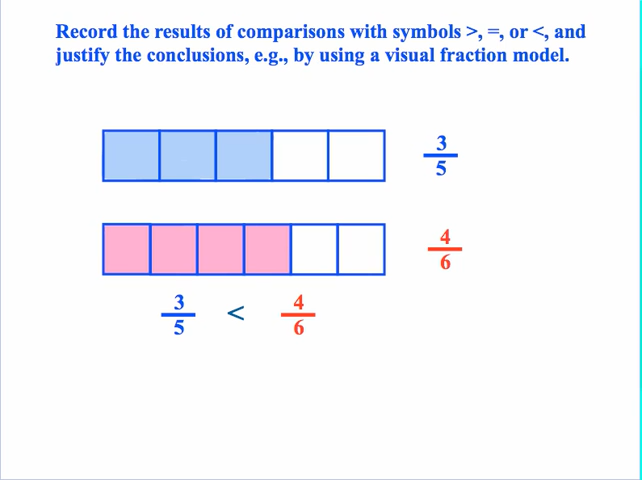 Record the results of comparisons with symbols >, =, or <, and
justify the conclusions, e.g., by using a visual fraction model.
3
5
4
6
3 < 4
5 6